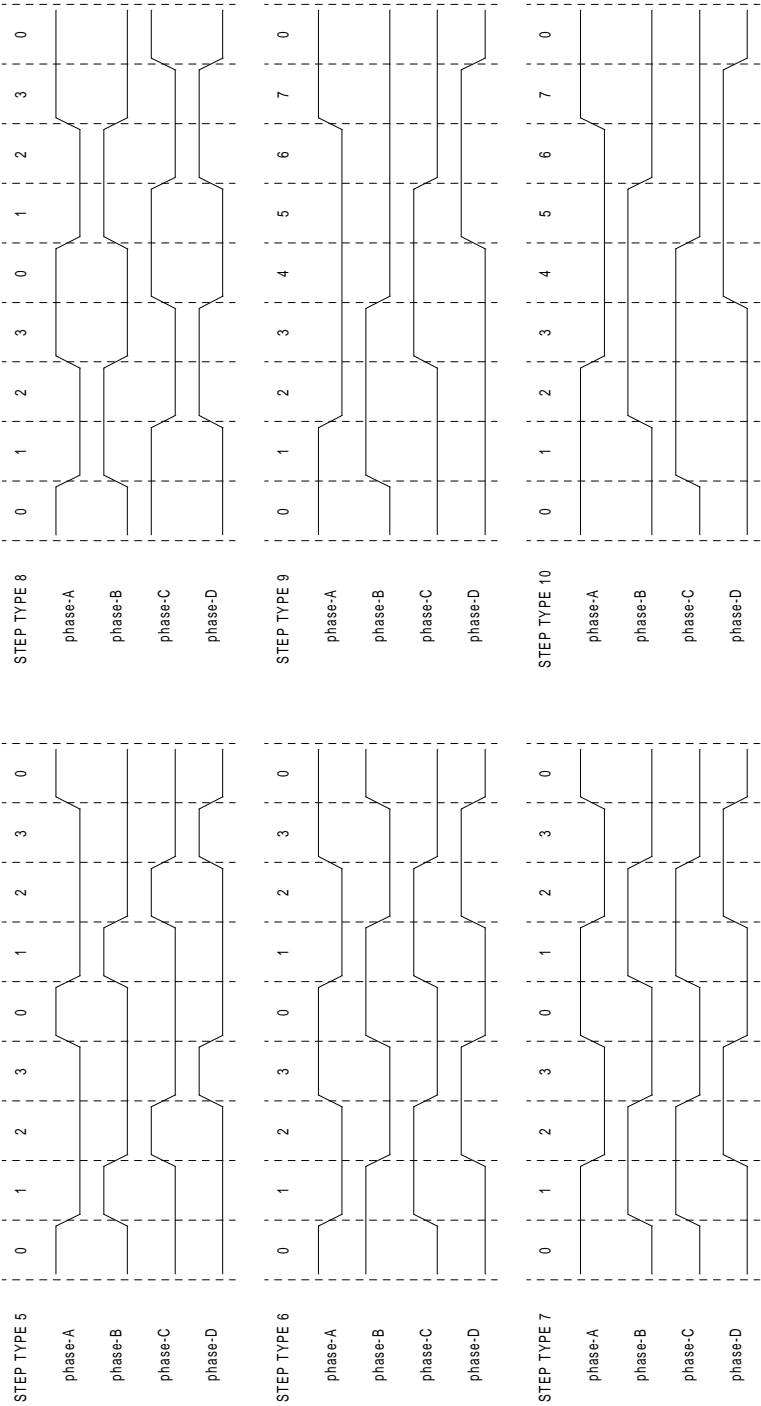 STEP TYPE 5 0 1 2 3 0 1 2 3 0
phase-A
phase-B
phase-C
phase-D
STEP TYPE 6 0 1 2 3 0 1 2 3 0
phase-A
phase-B
phase-C
phase-D
STEP TYPE 7 0 1 2 3 0 1 2 3 0
phase-A
phase-B
phase-C
phase-D
STEP TYPE 8 0 1 2 3 0 1 2 3 0
phase-A
phase-B
phase-C
phase-D
STEP TYPE 9 0 1 2 3 4 5 6 7 0
phase-A
phase-B
phase-C
phase-D
STEP TYPE 10 0 1 2 3 4 5 6 7 0
phase-A
phase-B
phase-C
phase-D